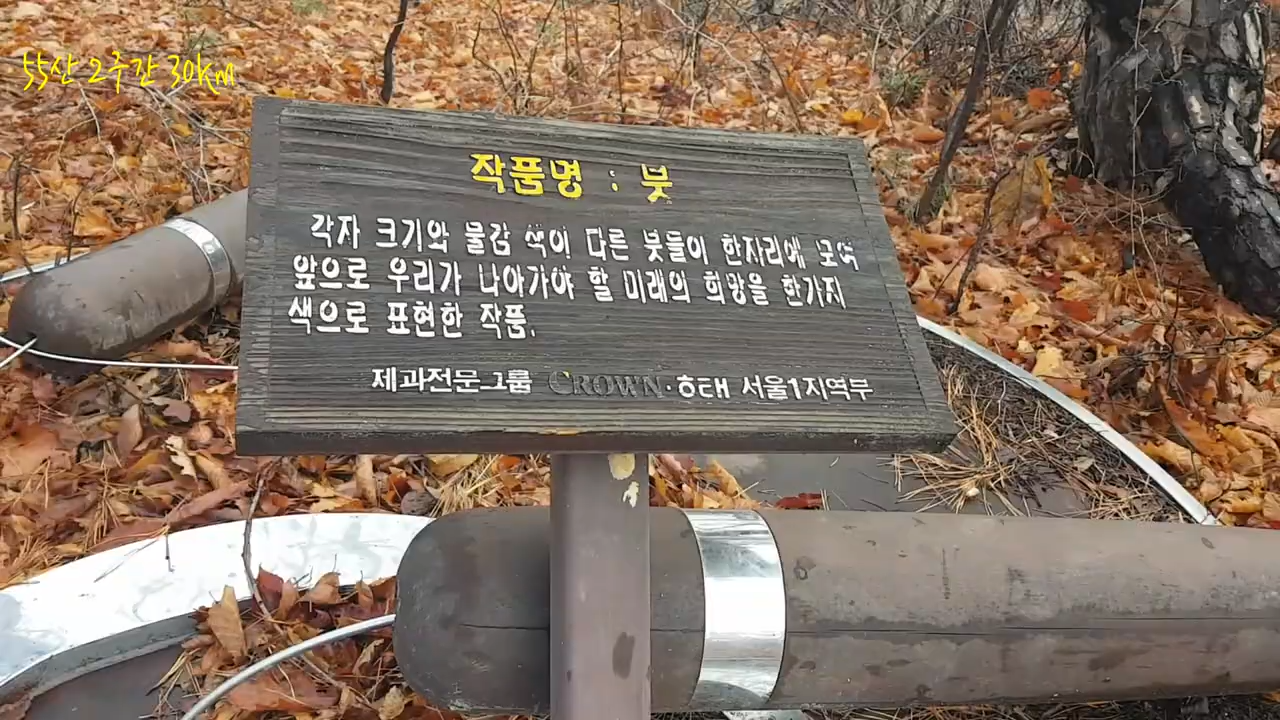 55산 2주간 30km
작품명 : 붓
각자 크기와 물감 색이 다른 붓들이 한자리에 모여
앞으로 우리가 나아가야 할 미래의 희망을 한가지
색으로 표현한 작품.
제과전문그룹 CROWN·해태 서울1지역부